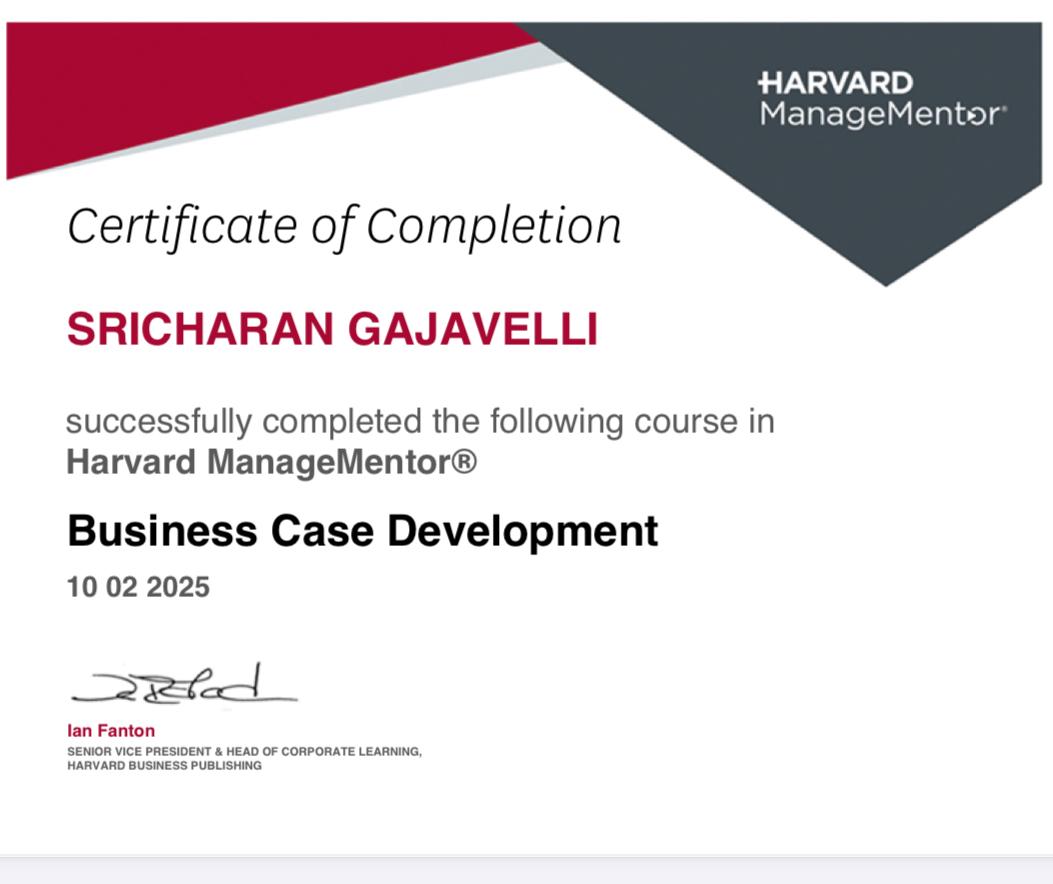 HARVARD
ManageMentor®
Certificate of Completion
SRICHARAN GAJAVELLI
successfully completed the following course in
Harvard ManageMentor®
Business Case Development
10 02 2025
Ian Fanton
SENIOR VICE PRESIDENT & HEAD OF CORPORATE LEARNING,
HARVARD BUSINESS PUBLISHING